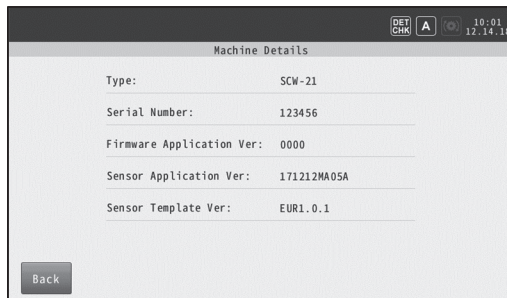 DET CHK A 10:01
12.14.18
Machine Details
Type: SCW-21
Serial Number: 123456
Firmware Application Ver: 0000
Sensor Application Ver: 171212MA05A
Sensor Template Ver: EUR1.0.1
Back